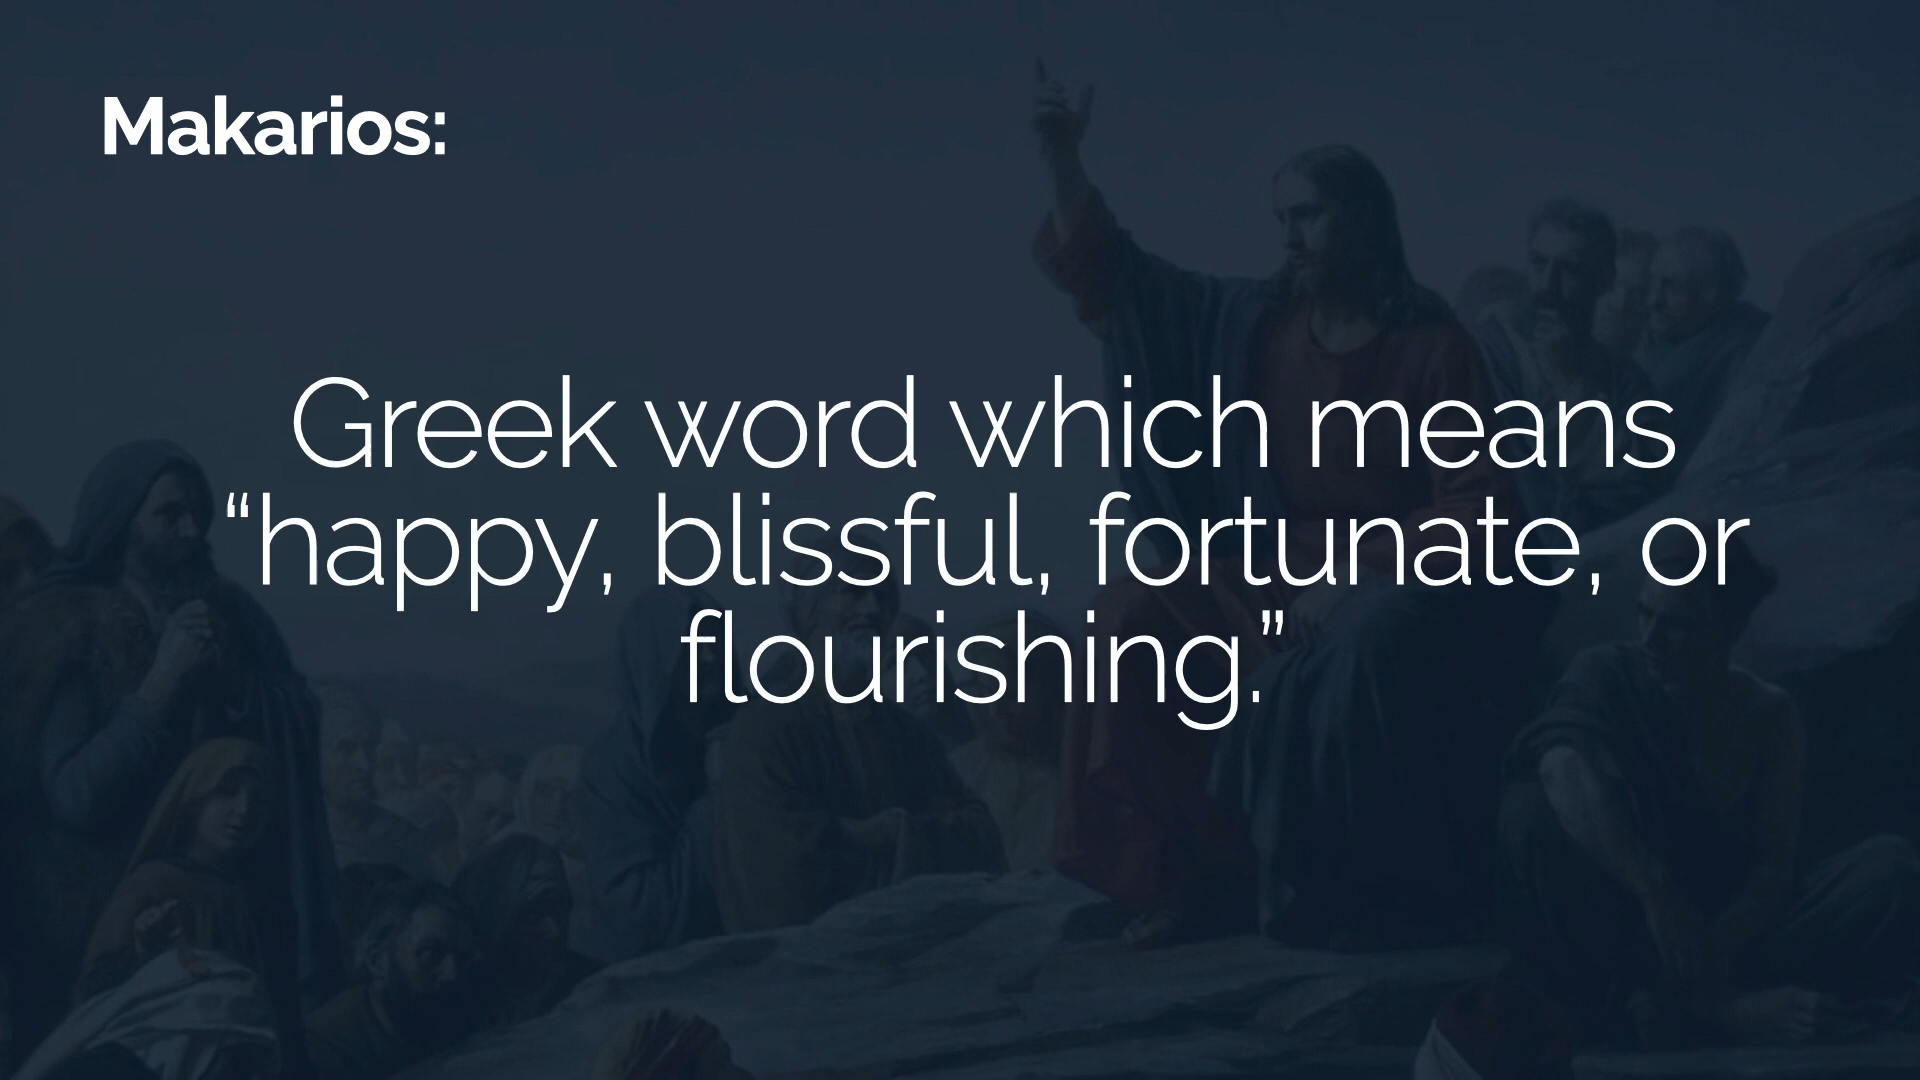 Makarios:
Greek word which means
“happy, blissful, fortunate, or
flourishing.”